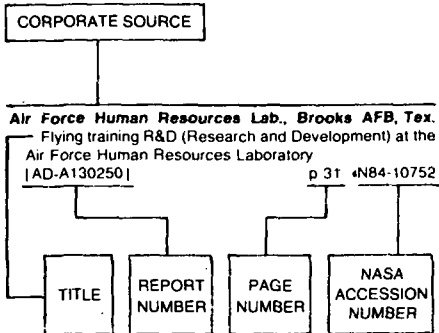 CORPORATE SOURCE
Air Force Human Resources Lab., Brooks AFB, Tex.
Flying training R&D (Research and Development) at the
Air Force Human Resources Laboratory
|AD-A130250| p 31 •N84-10752
TITLE
REPORT
NUMBER
PAGE
NUMBER
NASA
ACCESSION
NUMBER